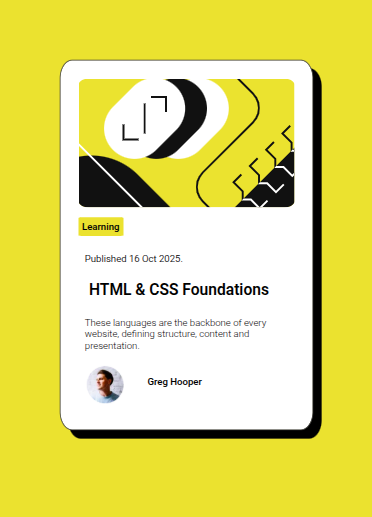 Learning
Published 16 Oct 2025.
HTML & CSS Foundations
These languages are the backbone of every
website, defining structure, content and
presentation.
Greg Hooper